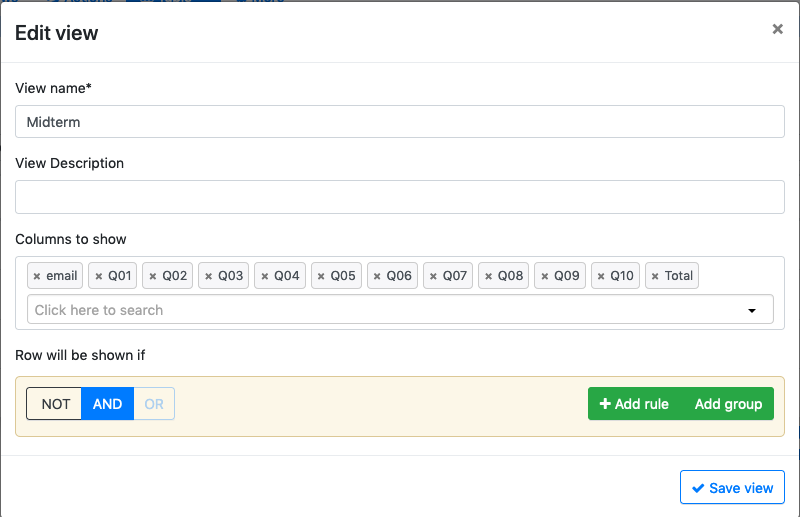 Edit view ×
View name*
Midterm
View Description
Columns to show
× email × Q01 × Q02 × Q03 × Q04 × Q05 × Q06 × Q07 × Q08 × Q09 × Q10 × Total
Click here to search
Row will be shown if
NOT AND OR + Add rule Add group
Save view